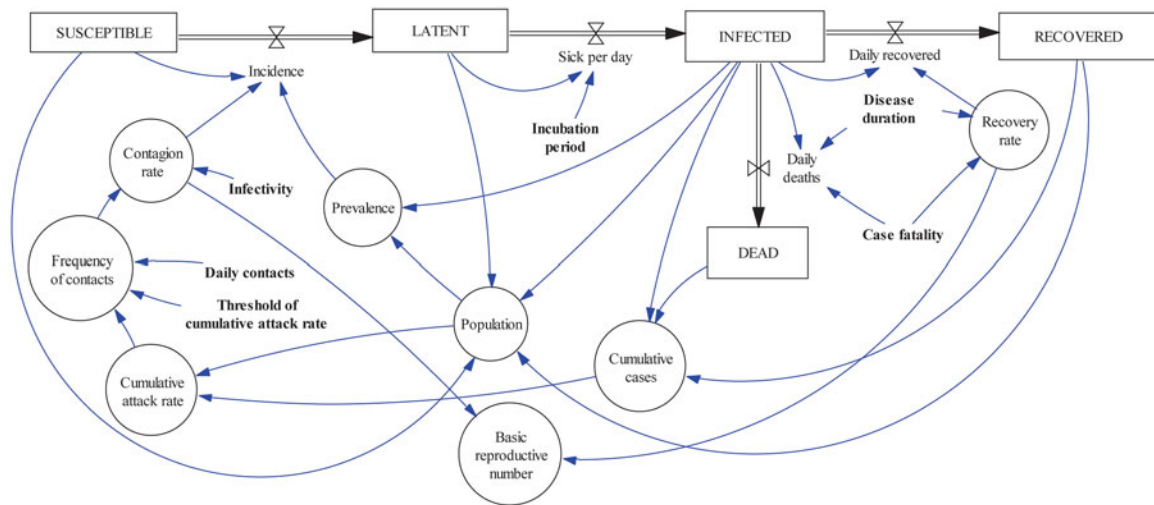 SUSCEPTIBLE
LATENT
INFECTED
RECOVERED
Incidence
Sick per day
Daily recovered
Disease
duration
Recovery
rate
Incubation
period
Contagion
rate
Daily
deaths
Infectivity
Prevalence
Case fatality
DEAD
Frequency
of contacts
Daily contacts
Threshold of
cumulative attack rate
Population
Cumulative
cases
Cumulative
attack rate
Basic
reproductive
number